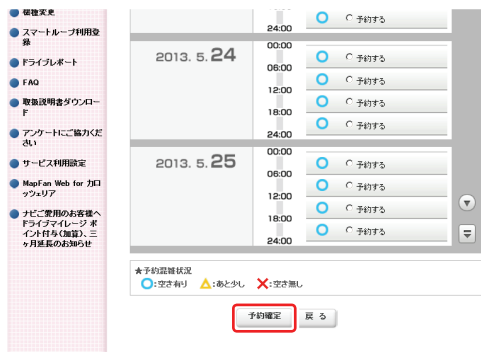 機種変更
スマートループ利用登
録
ドライブレポート
FAQ
取扱説明書ダウンロー
ド
アンケートにご協力くだ
さい
サービス利用設定
MapFan Web for カロ
ッツェリア
ナビご愛用のお客様へ
ドライブマイレージ ポ
イント付与(加算)、三
ヶ月延長のお知らせ
24:00
予約する
2013. 5. 24
00:00
06:00
12:00
18:00
24:00
予約する
予約する
予約する
予約する
2013. 5. 25
00:00
06:00
12:00
18:00
24:00
予約する
予約する
予約する
予約する
★予約混雑状況
:空き有り :あと少し :空き無し
予約確定 戻 る